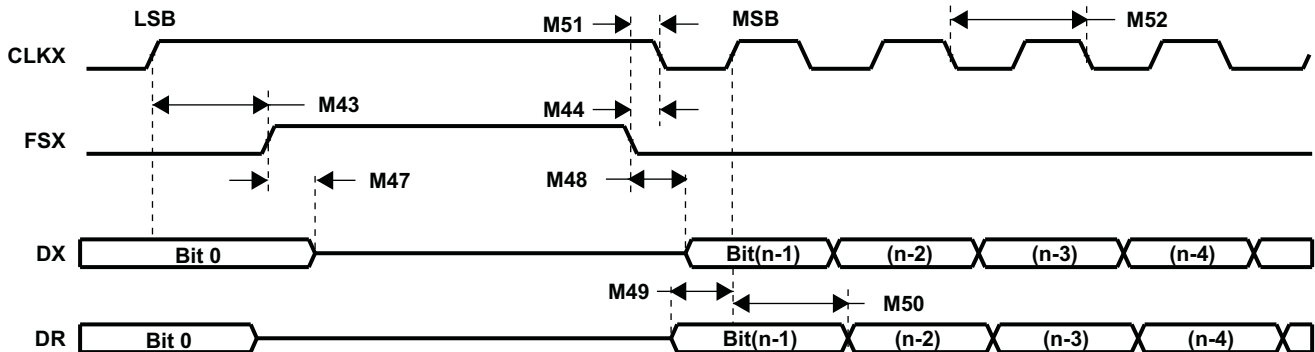 LSB
M51
MSB
M52
CLKX
M43
M44
FSX
M47
M48
DX
Bit 0
Bit(n-1)
(n-2)
(n-3)
(n-4)
M49
M50
DR
Bit 0
Bit(n-1)
(n-2)
(n-3)
(n-4)